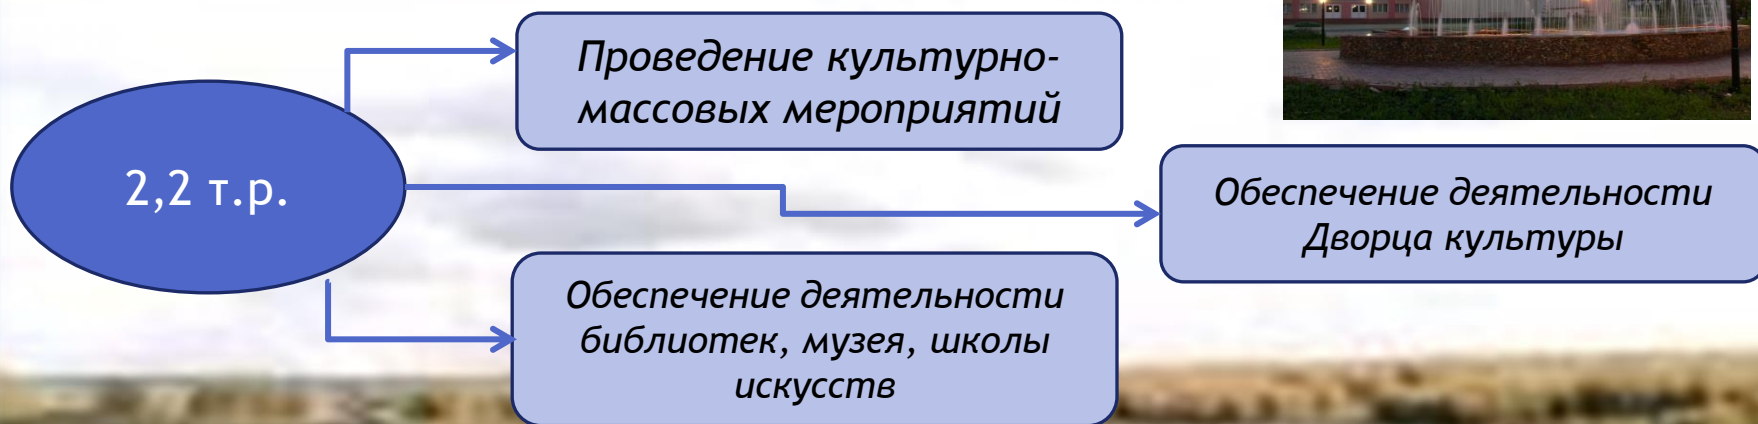 Проведение культурно-
массовых мероприятий
2,2 т.р.
Обеспечение деятельности
Дворца культуры
Обеспечение деятельности
библиотек, музея, школы
искусств